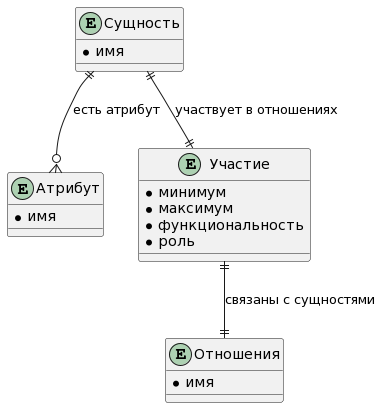 E Сущность
имя
есть атрибут
участвует в отношениях
E Атрибут
имя
E Участие
минимум
максимум
функциональность
роль
связаны с сущностями
E Отношения
имя